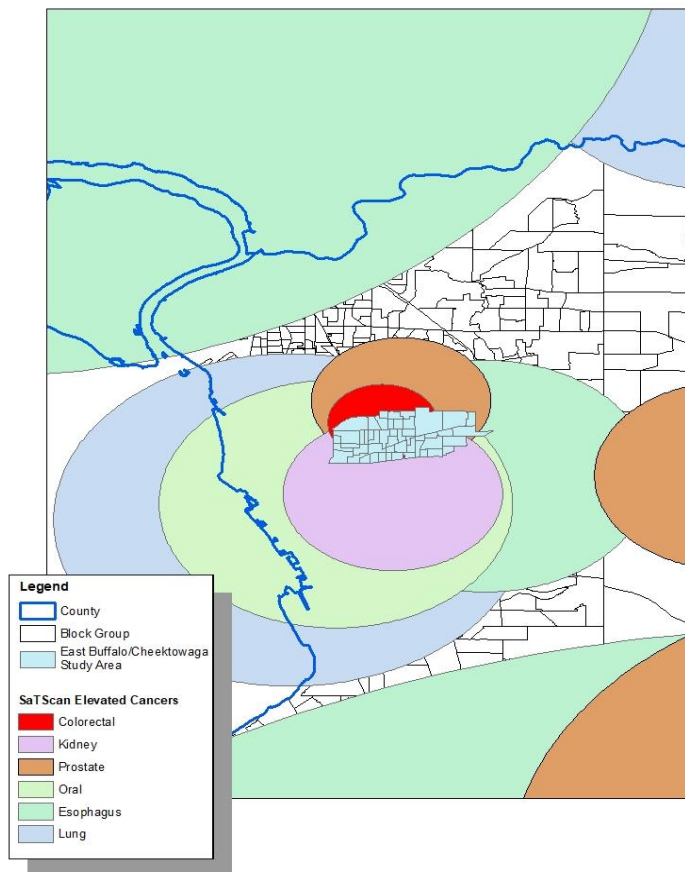 Legend
County
Block Group
East Buffalo/Cheektowaga
Study Area
SaTScan Elevated Cancers
Colorectal
Kidney
Prostate
Oral
Esophagus
Lung